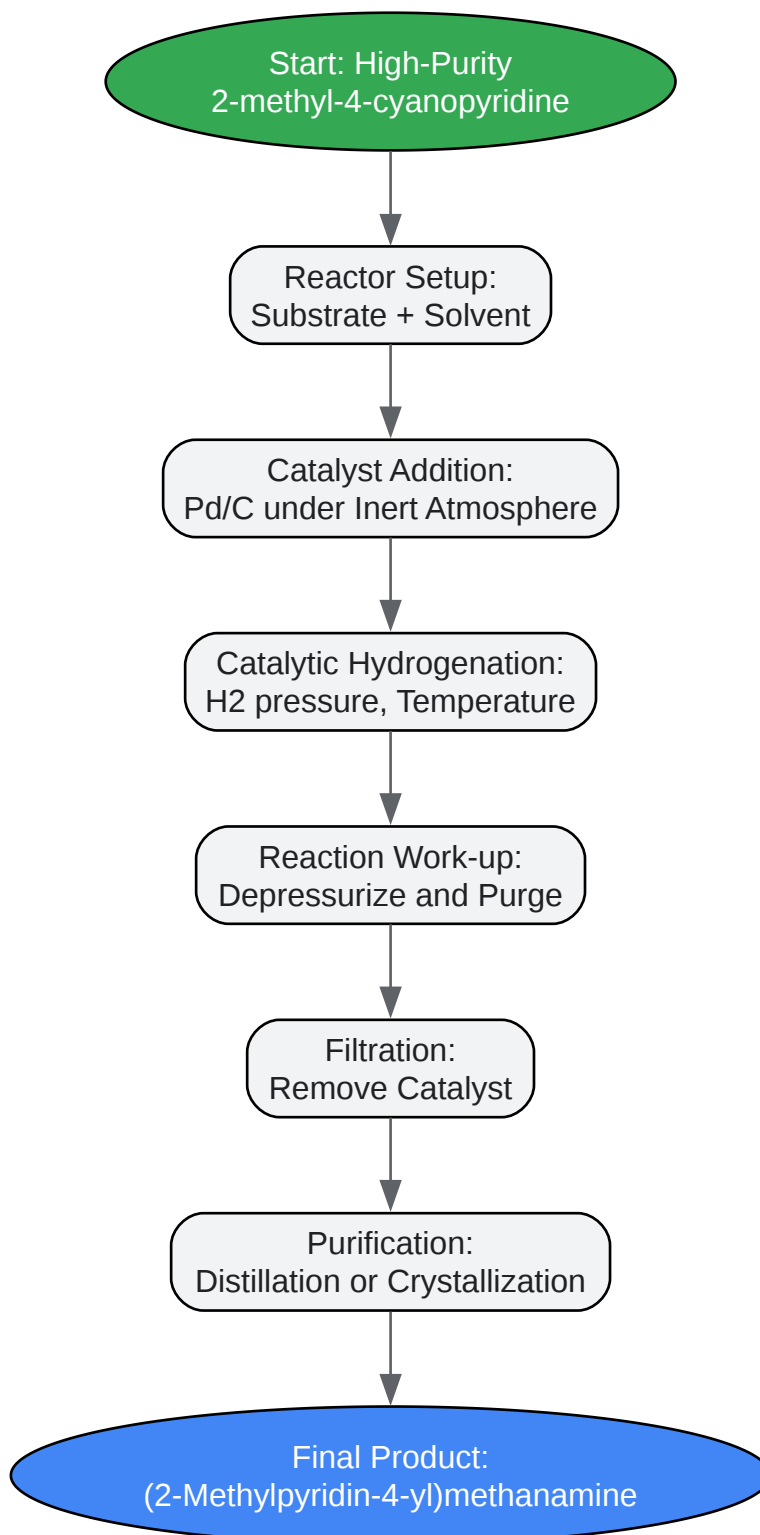 Start: High-Purity
2-methyl-4-cyanopyridine
Reactor Setup:
Substrate + Solvent
Catalyst Addition:
Pd/C under Inert Atmosphere
Catalytic Hydrogenation:
H2 pressure, Temperature
Reaction Work-up:
Depressurize and Purge
Filtration:
Remove Catalyst
Purification:
Distillation or Crystallization
Final Product:
(2-Methylpyridin-4-yl)methanamine